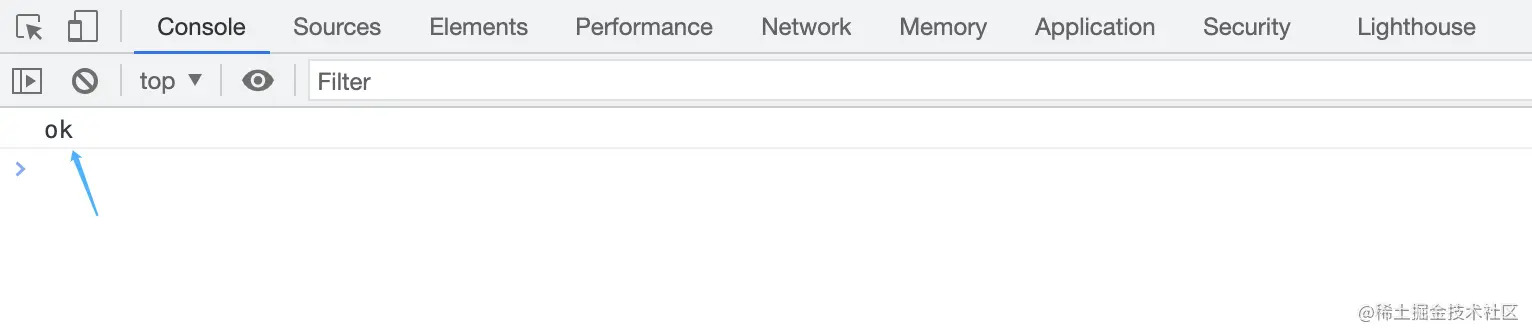 Console Sources Elements Performance Network Memory Application Security Lighthouse
top Filter
ok
@稀土掘金技术社区